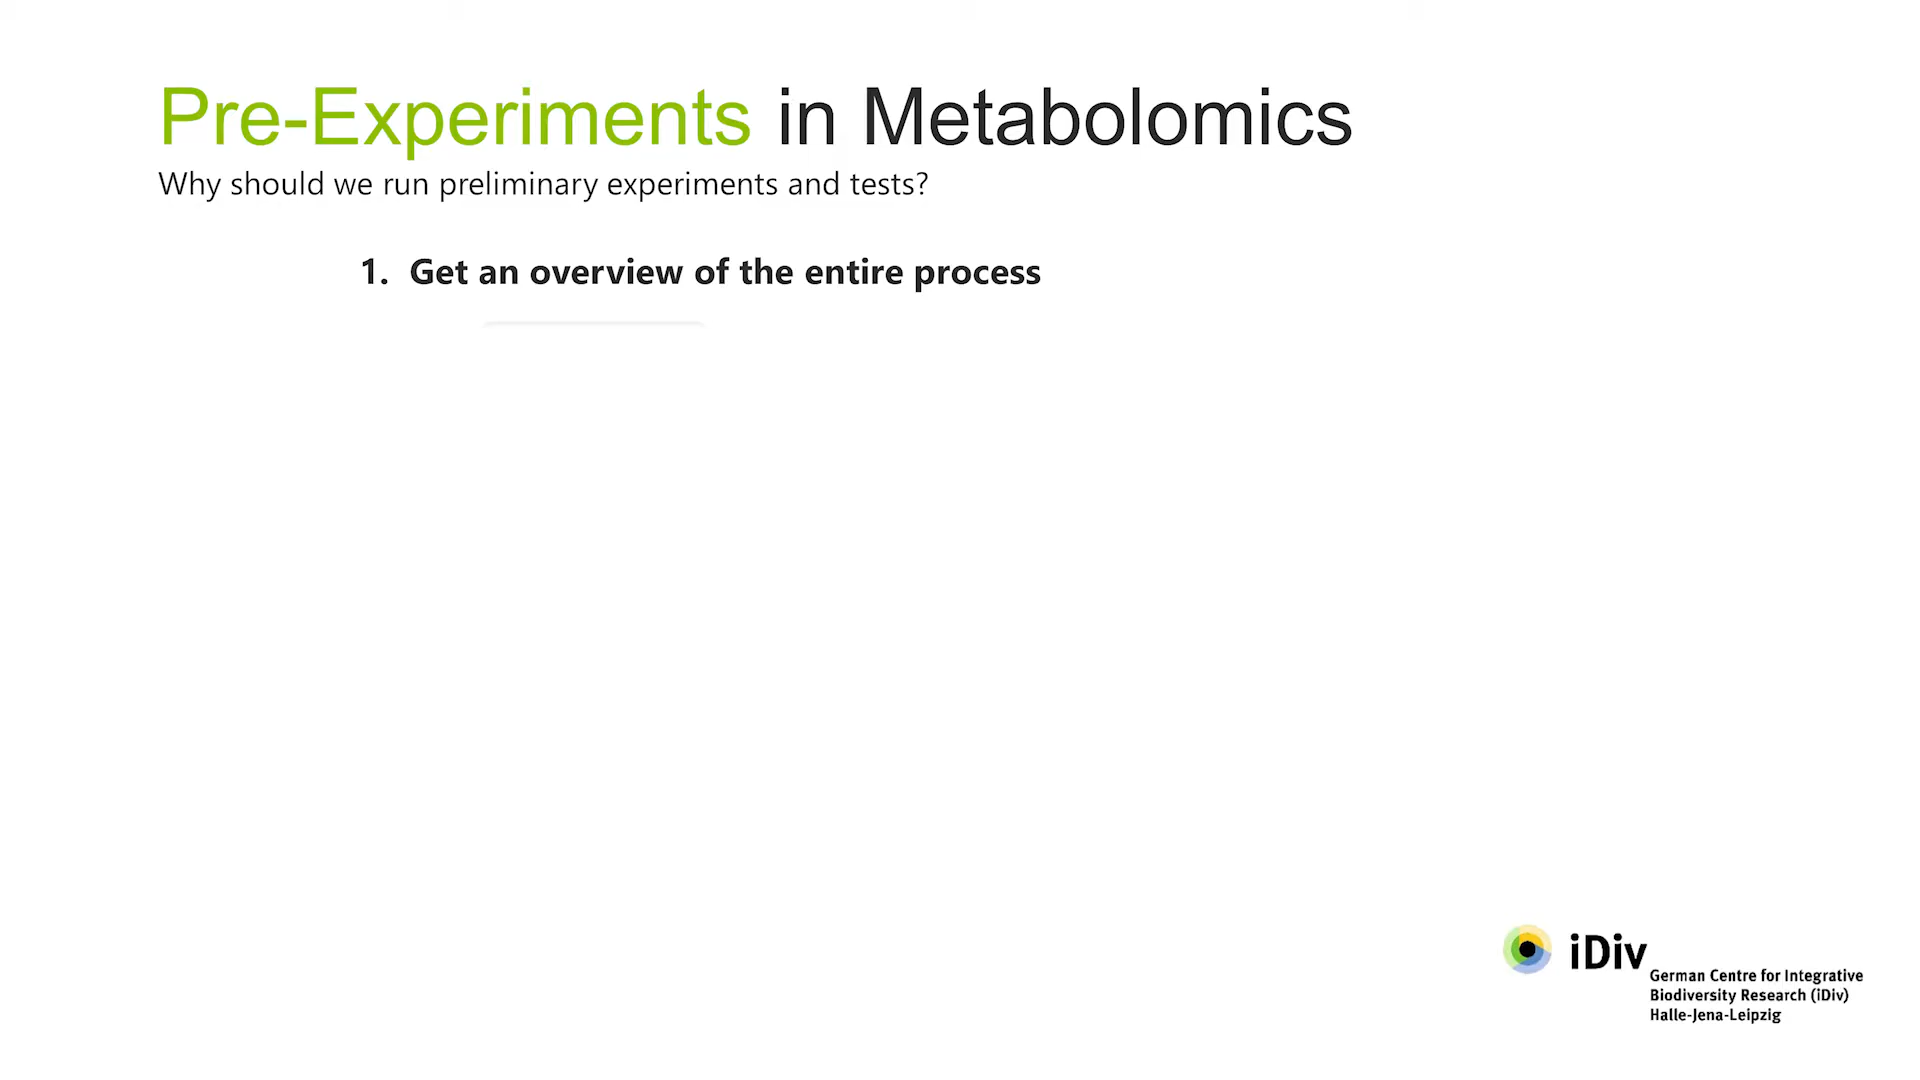 Pre-Experiments in Metabolomics
Why should we run preliminary experiments and tests?
1. Get an overview of the entire process
iDiv
German Centre for Integrative
Biodiversity Research (iDiv)
Halle-Jena-Leipzig